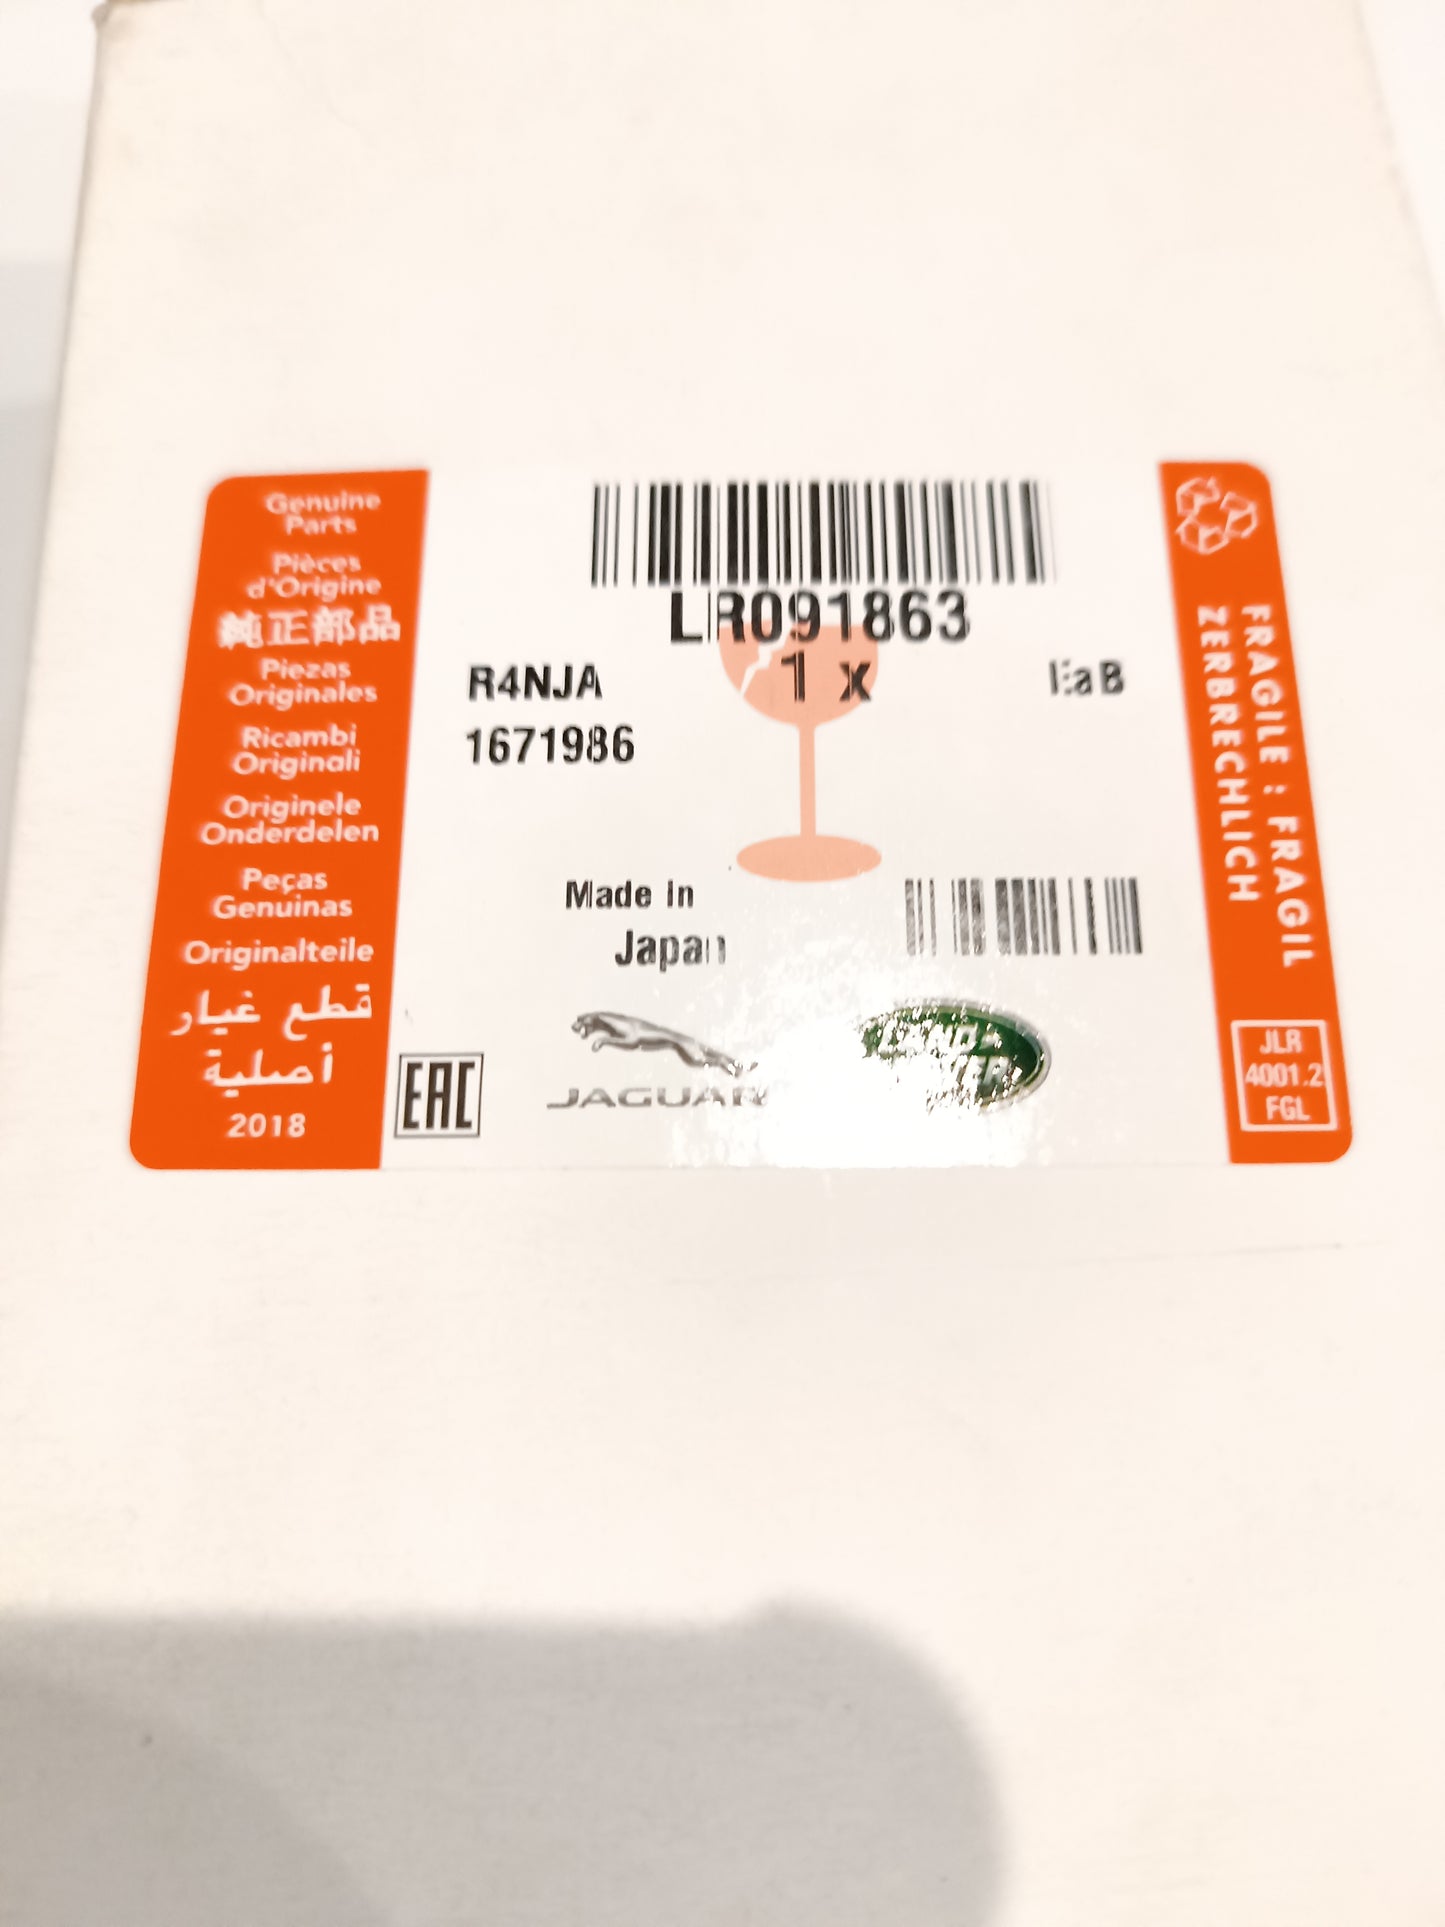 Genuine
Parts
Pièces
d'Origine
純正部品
Piezas
Originales
Ricambi
Originali
Originele
Onderdelen
Peças
Genuinas
Originalteile
قطع غيار
أصلية
2018
LR091863
R4NJA 1 x EaB
1671986
Made in
Japan
EAC
JAGUAR
LAND
ROVER
FRAGILE : FRAGIL
ZERBRECHLICH
JLR
4001.2
FGL